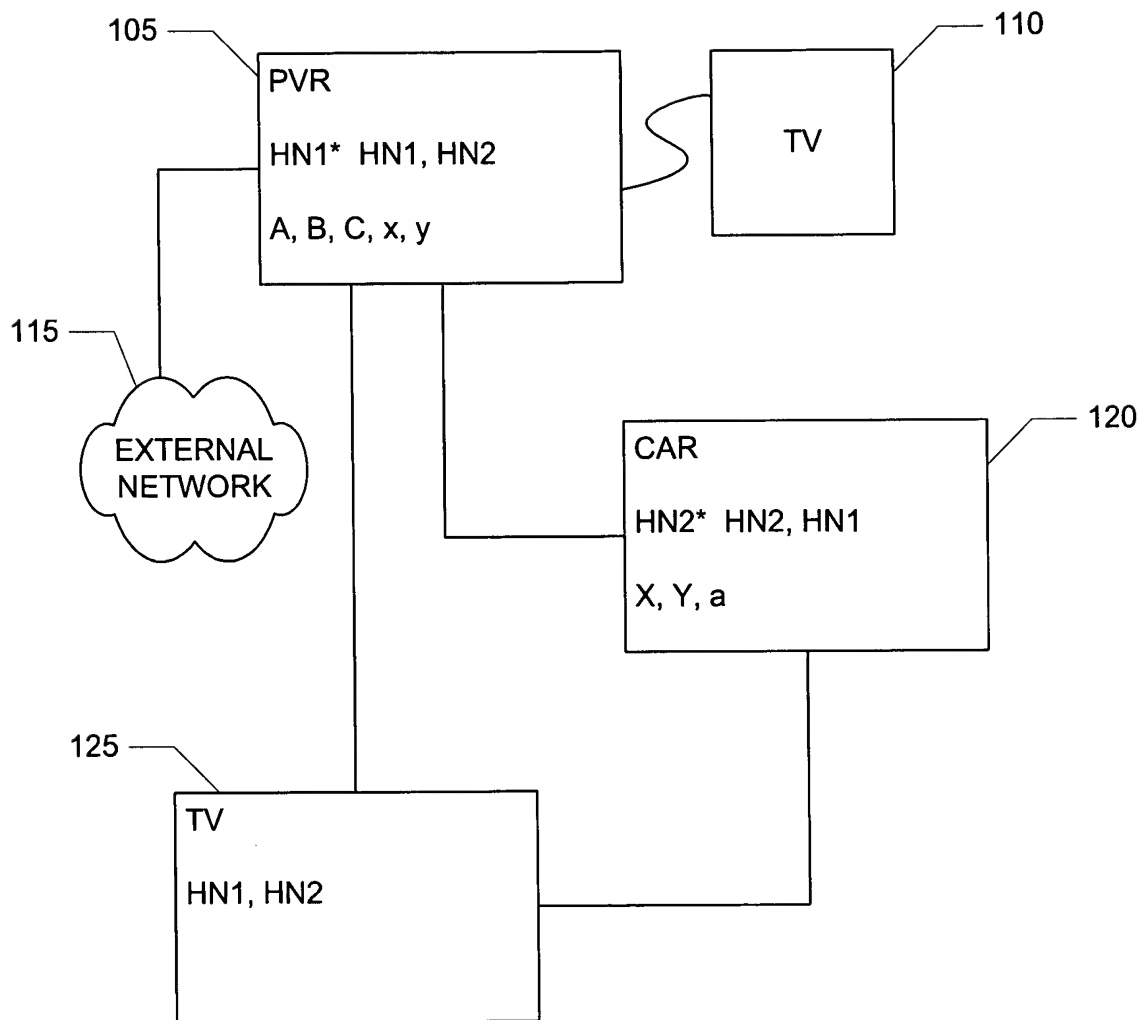 105
110
PVR
HN1* HN1, HN2
A, B, C, x, y
TV
115
EXTERNAL
NETWORK
120
CAR
HN2* HN2, HN1
X, Y, a
125
TV
HN1, HN2